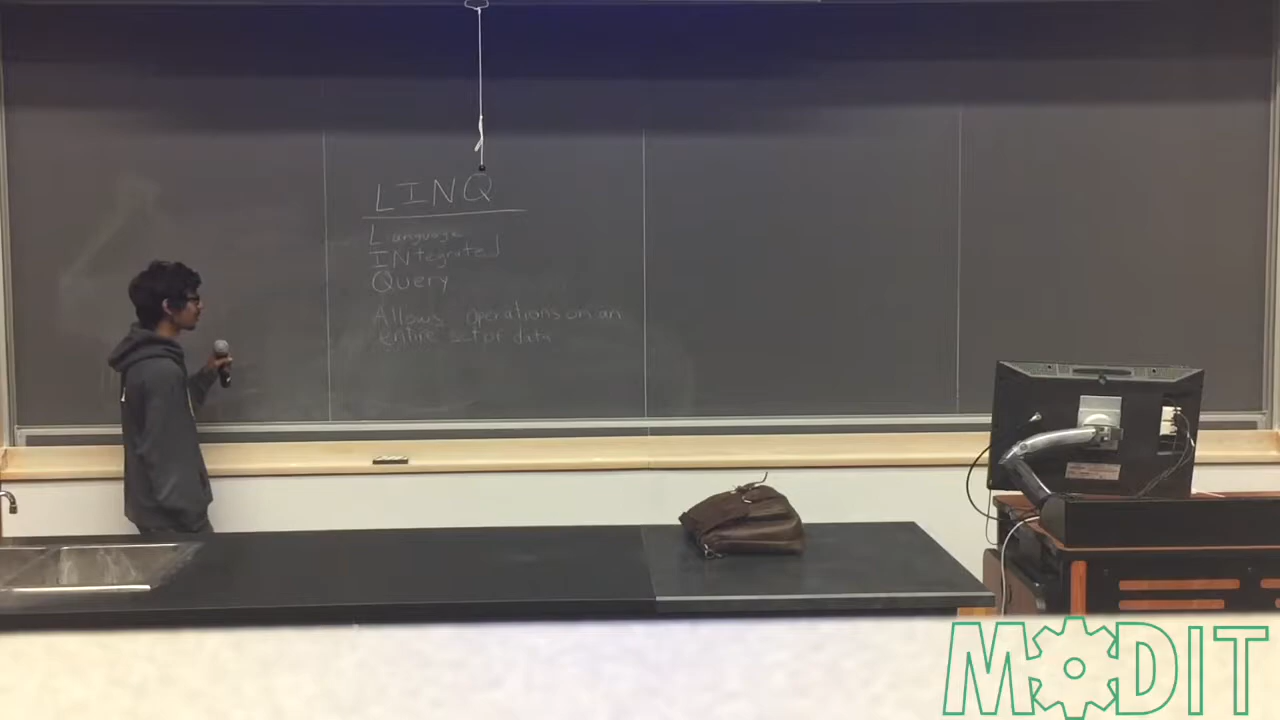 LINQ
Language
INtegrated
Query
Allows operations on an
entire set of data
MODIT